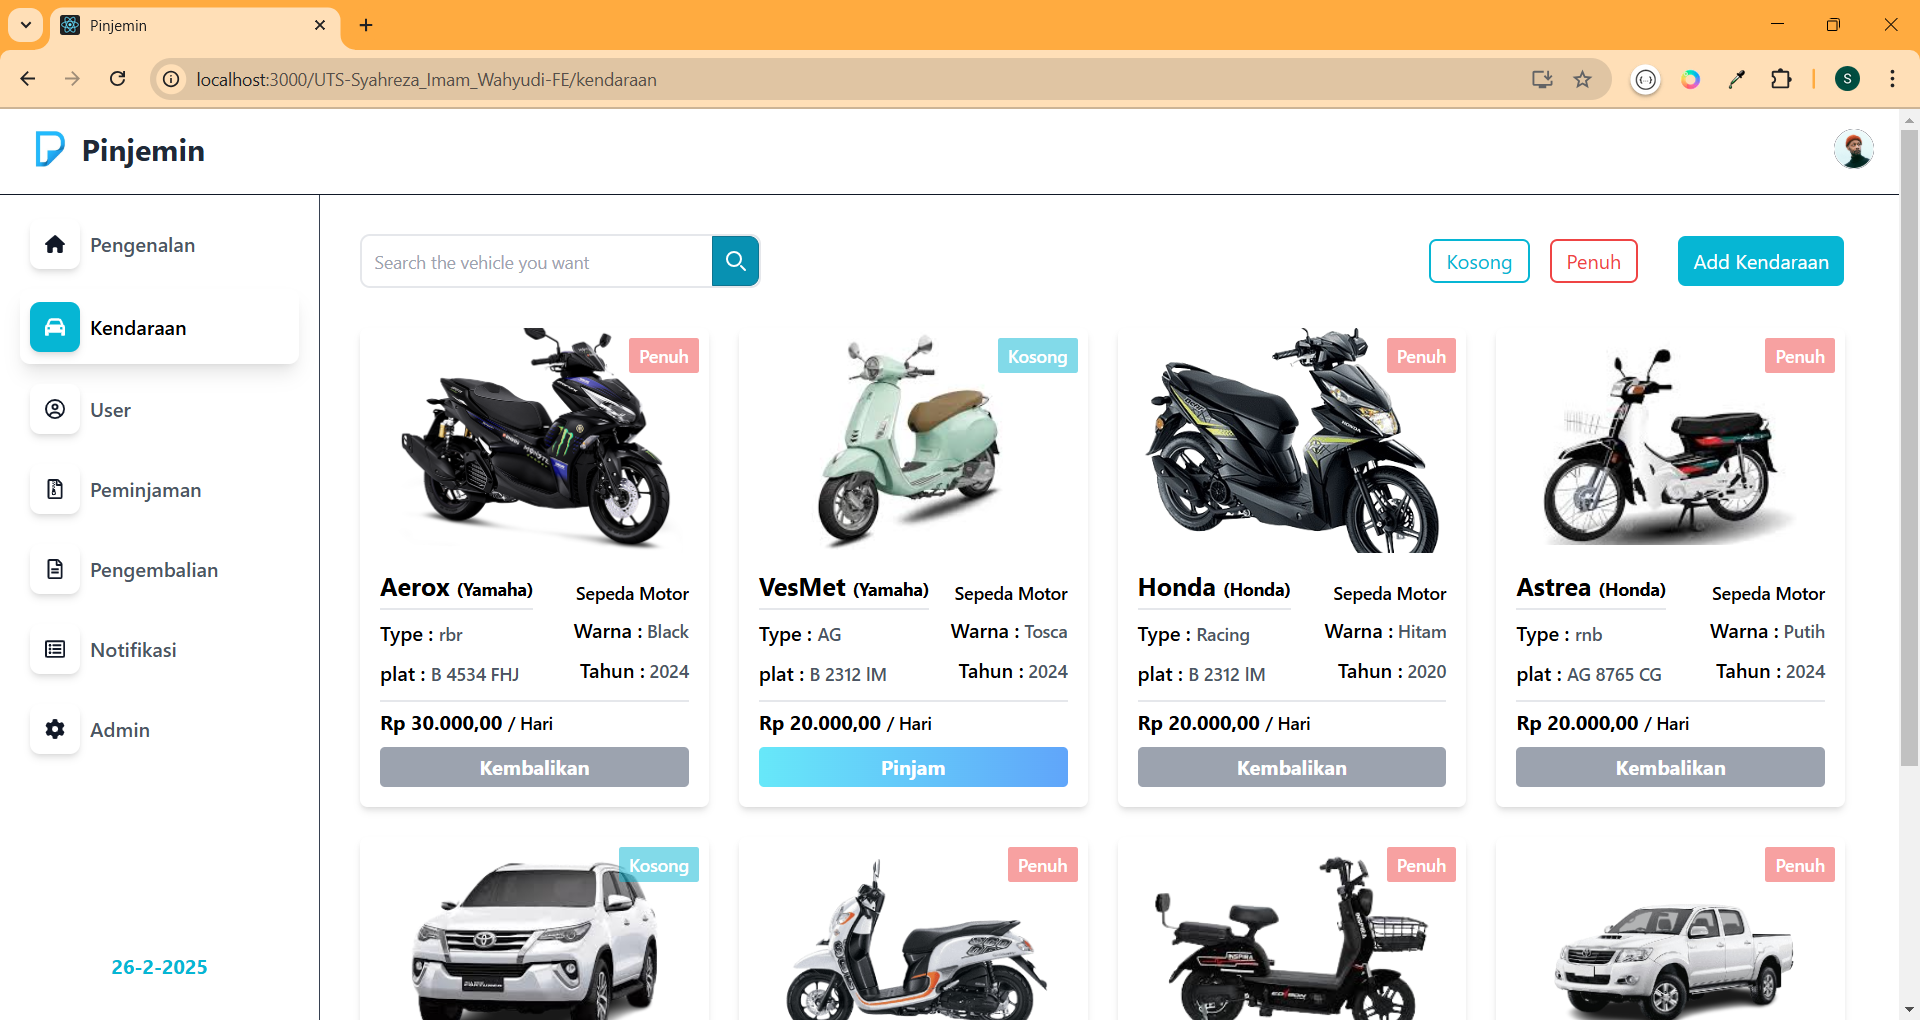 Pinjemin
localhost:3000/UTS-Syahreza_Imam_Wahyudi-FE/kendaraan
S
Pinjemin
Pengenalan
Kendaraan
User
Peminjaman
Pengembalian
Notifikasi
Admin
26-2-2025
Search the vehicle you want
Kosong Penuh Add Kendaraan
Penuh
Aerox (Yamaha) Sepeda Motor
Type : rbr Warna : Black
plat : B 4534 FHJ Tahun : 2024
Rp 30.000,00 / Hari
Kembalikan
Kosong
VesMet (Yamaha) Sepeda Motor
Type : AG Warna : Tosca
plat : B 2312 lM Tahun : 2024
Rp 20.000,00 / Hari
Pinjam
Penuh
Honda (Honda) Sepeda Motor
Type : Racing Warna : Hitam
plat : B 2312 lM Tahun : 2020
Rp 20.000,00 / Hari
Kembalikan
Penuh
Astrea (Honda) Sepeda Motor
Type : rnb Warna : Putih
plat : AG 8765 CG Tahun : 2024
Rp 20.000,00 / Hari
Kembalikan
Kosong
Penuh
Penuh
INSPIRA
Penuh